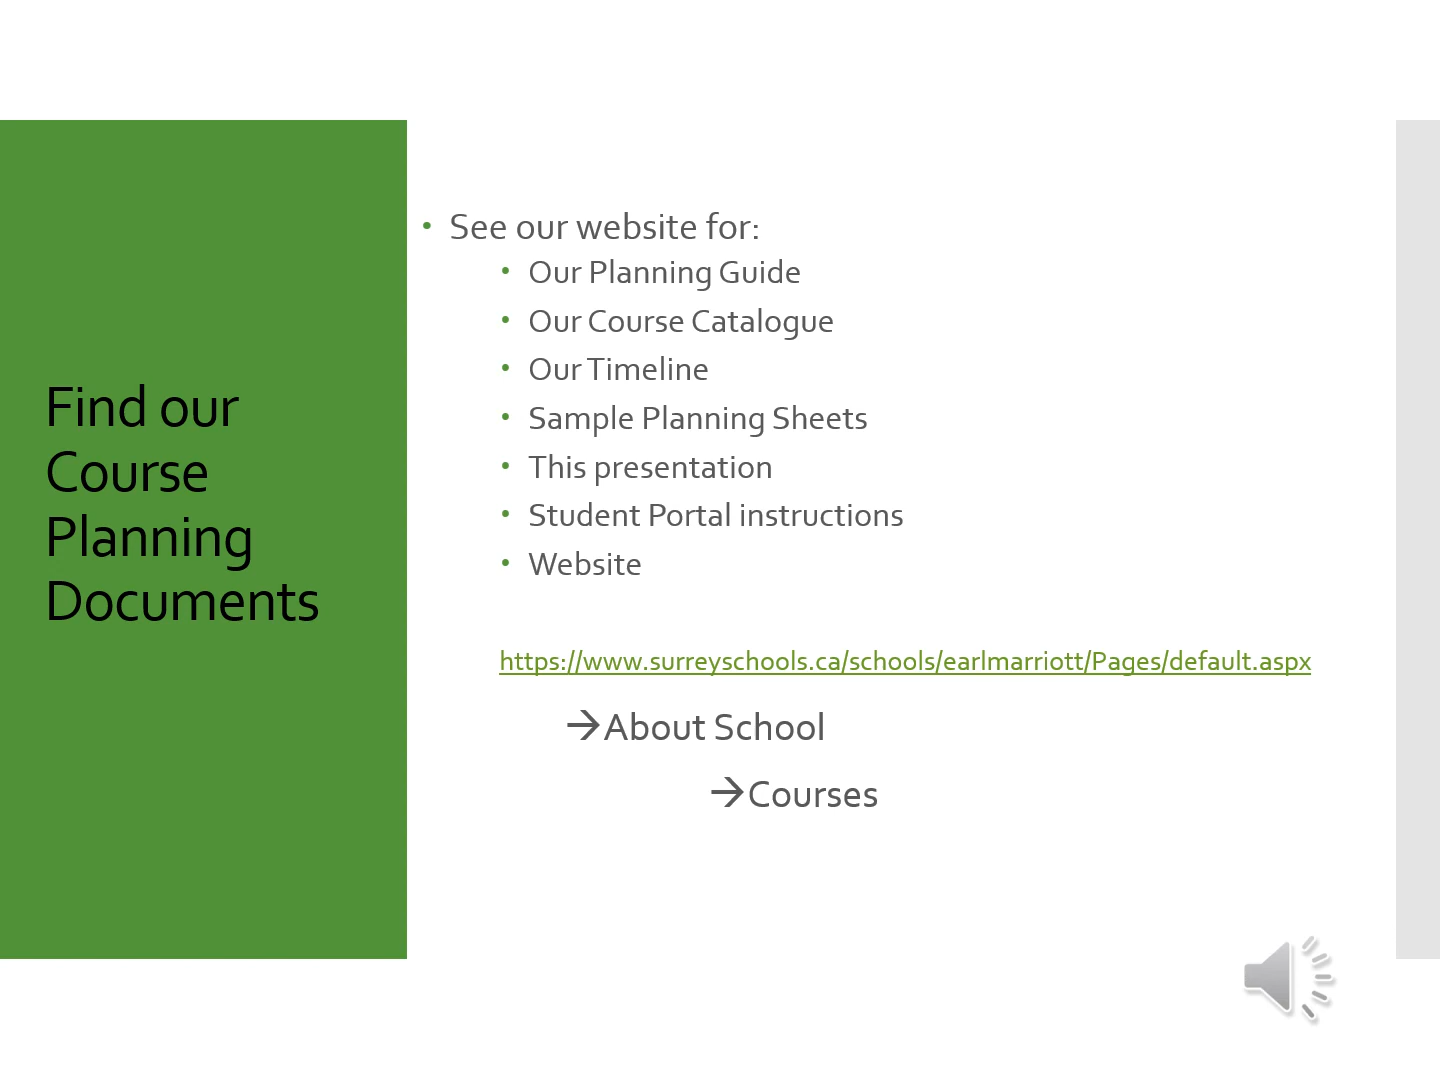 Find our
Course
Planning
Documents
• See our website for:
• Our Planning Guide
• Our Course Catalogue
• Our Timeline
• Sample Planning Sheets
• This presentation
• Student Portal instructions
• Website
https://www.surreyschools.ca/schools/earlmarriott/Pages/default.aspx
→About School
→Courses